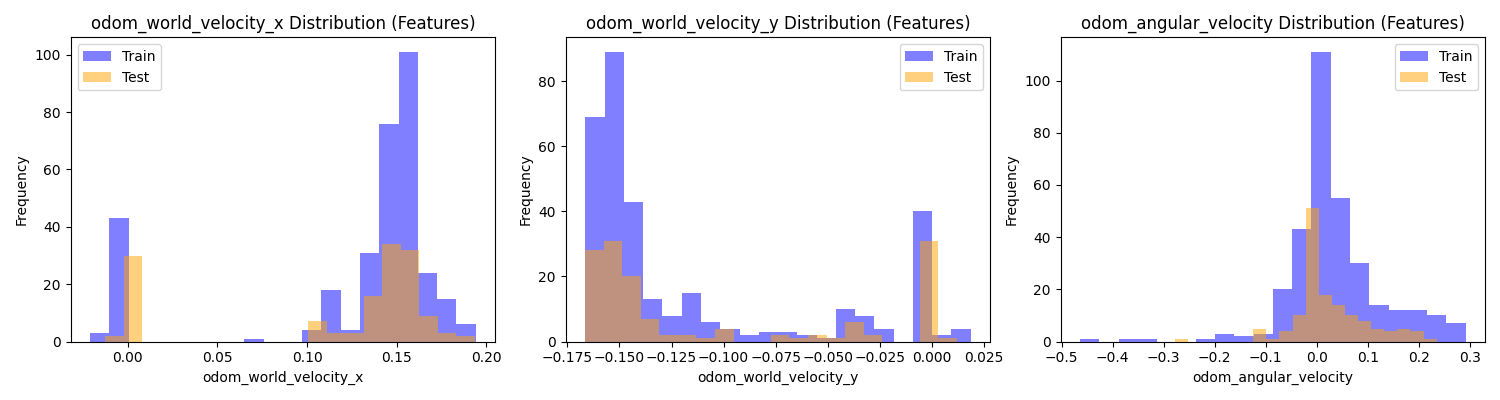 odom_world_velocity_x Distribution (Features)
Train
Test
Frequency
100
80
60
40
20
0
0.00
0.05
0.10
0.15
0.20
odom_world_velocity_x
odom_world_velocity_y Distribution (Features)
Train
Test
Frequency
80
60
40
20
0
−0.175
−0.150
−0.125
−0.100
−0.075
−0.050
−0.025
0.000
0.025
odom_world_velocity_y
odom_angular_velocity Distribution (Features)
Train
Test
Frequency
100
80
60
40
20
0
−0.5
−0.4
−0.3
−0.2
−0.1
0.0
0.1
0.2
0.3
odom_angular_velocity